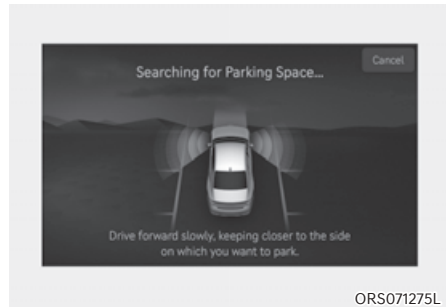 Cancel
Searching for Parking Space...
Drive forward slowly, keeping closer to the side
on which you want to park.
ORS071275L